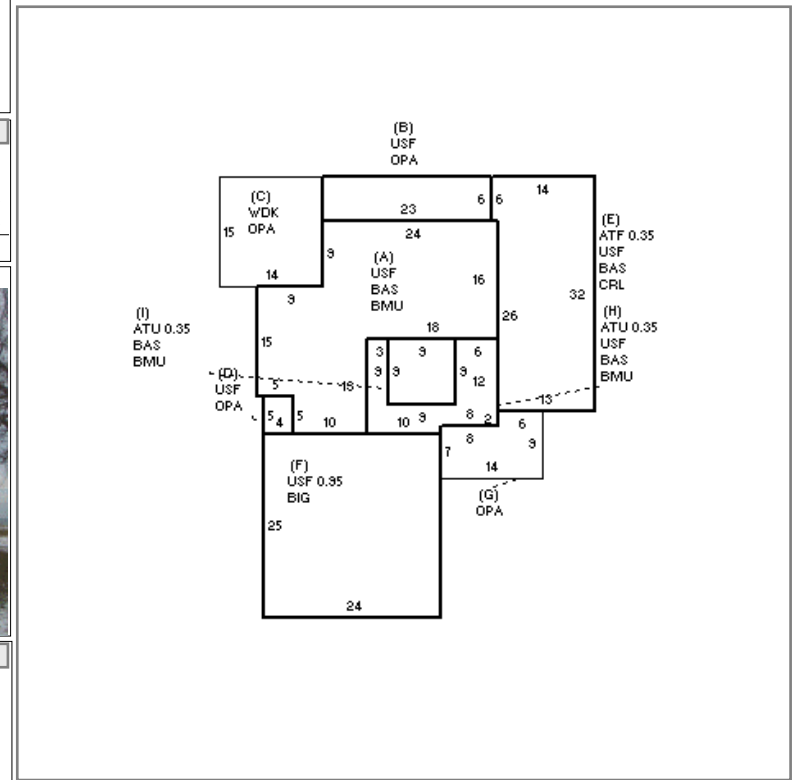 (B)
USF
OPA
14
(C)
WDK
OPA
6
6
23
15
24
(E)
ATF 0.35
USF
BAS
CRL
9
(A)
USF
BAS
BMU
16
14
32
9
26
(I)
ATU 0.35
BAS
BMU
(H)
ATU 0.35
USF
BAS
BMU
18
15
3
9
6
(D)
USF
OPA
9
9
9
12
5
18
13
5
4
5
10
10
9
8
2
6
8
9
7
(F)
USF 0.95
BIG
14
(G)
OPA
25
24